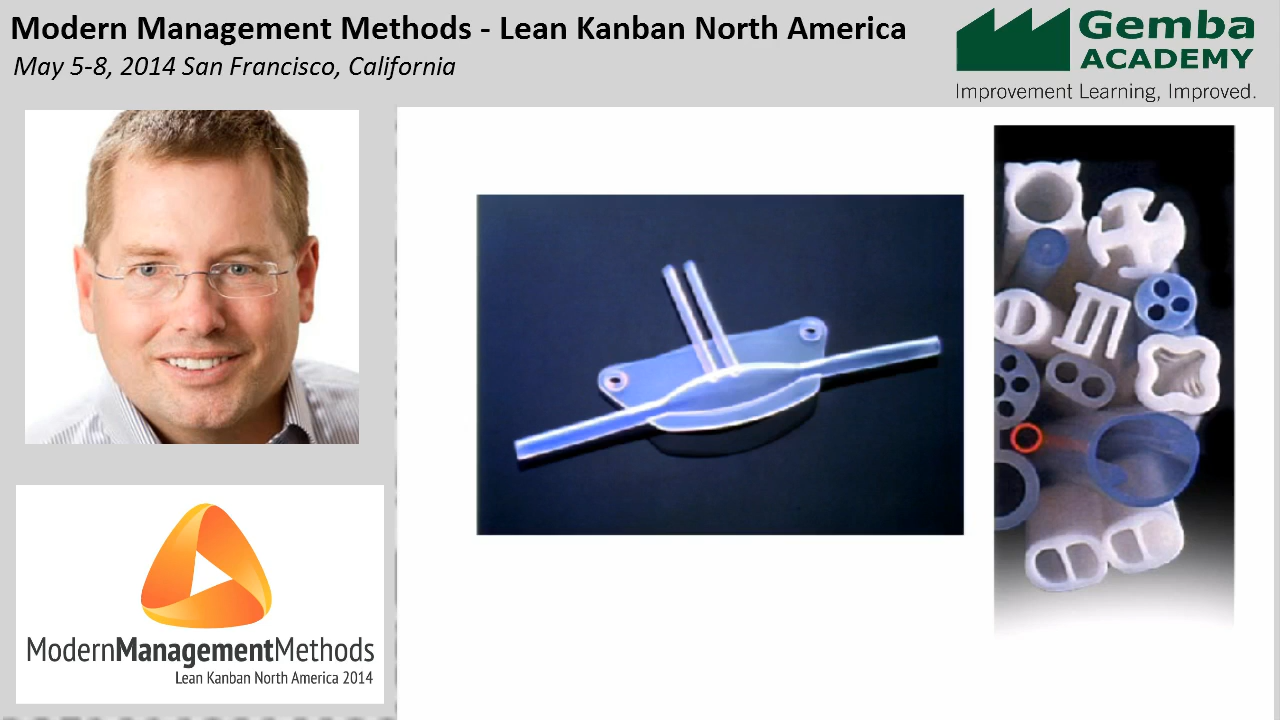 Modern Management Methods - Lean Kanban North America
May 5-8, 2014 San Francisco, California
Gemba
ACADEMY
Improvement Learning, Improved.
ModernManagementMethods
Lean Kanban North America 2014